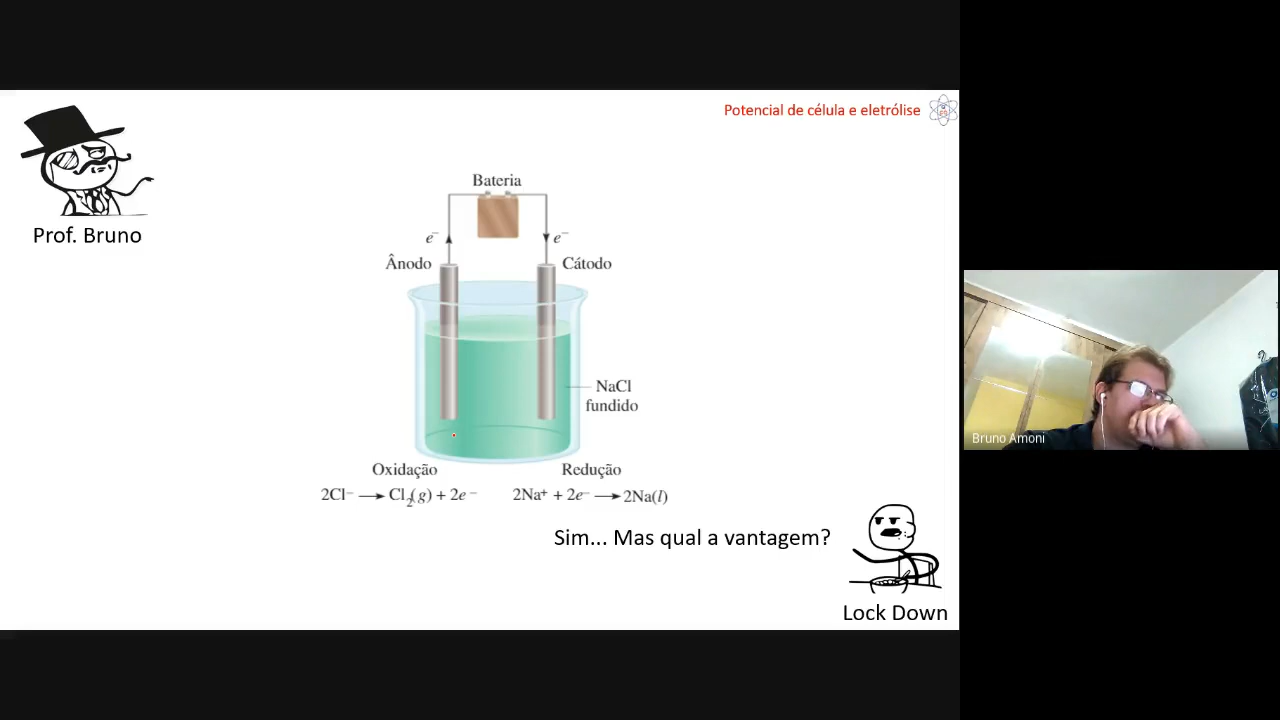 Potencial de célula e eletrólise
Prof. Bruno
Bateria
e⁻
e⁻
Ânodo
Cátodo
NaCl
fundido
Oxidação
Redução
2Cl⁻ ⟶ Cl₂(g) + 2e⁻
2Na⁺ + 2e⁻ ⟶ 2Na(l)
Sim... Mas qual a vantagem?
Lock Down
Bruno Amoni